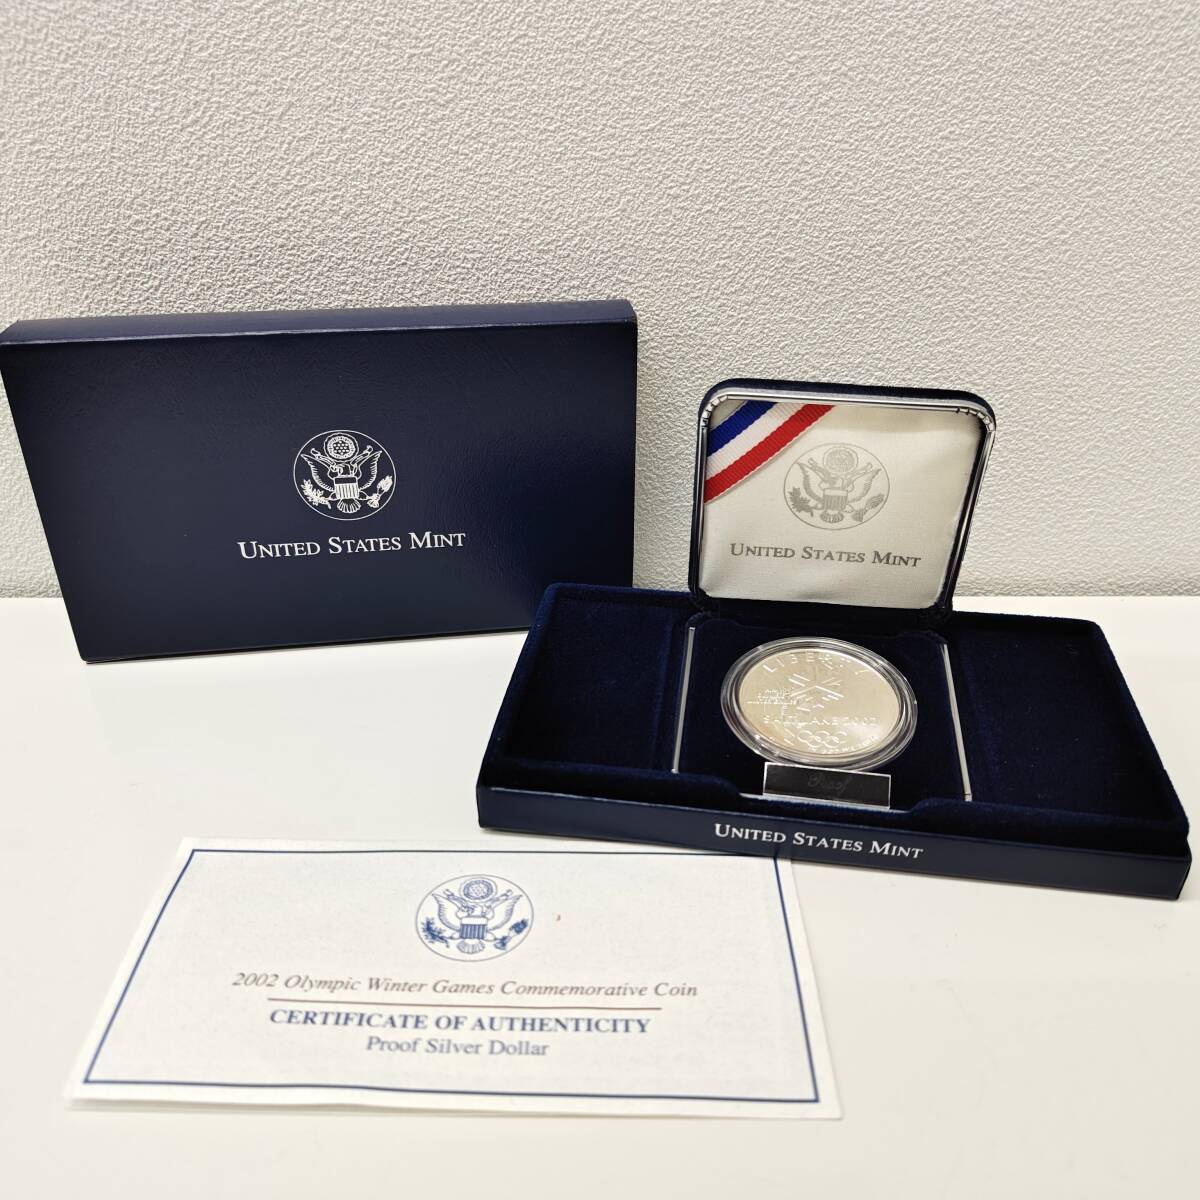 UNITED STATES MINT
UNITED STATES MINT
LIBERTY
SALT LAKE 2002
Proof
UNITED STATES MINT
2002 Olympic Winter Games Commemorative Coin
CERTIFICATE OF AUTHENTICITY
Proof Silver Dollar